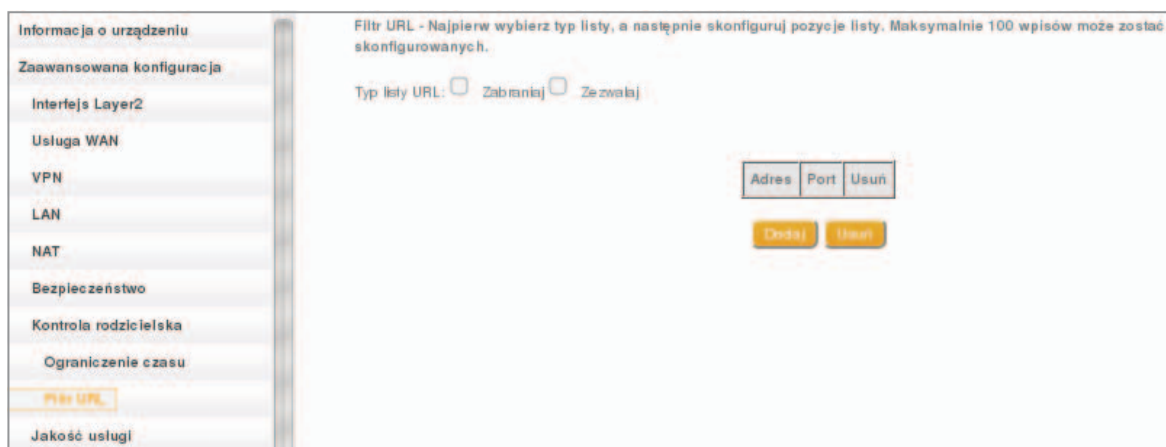 Informacja o urządzeniu
Zaawansowana konfiguracja
Interfejs Layer2
Usługa WAN
VPN
LAN
NAT
Bezpieczeństwo
Kontrola rodzicielska
Ograniczenie czasu
Filtr URL
Jakość usługi
Filtr URL - Najpierw wybierz typ listy, a następnie skonfiguruj pozycje listy. Maksymalnie 100 wpisów może zostać
skonfigurowanych.
Typ listy URL: Zabraniaj Zezwalaj
Adres Port Usuń
Dodaj Usuń